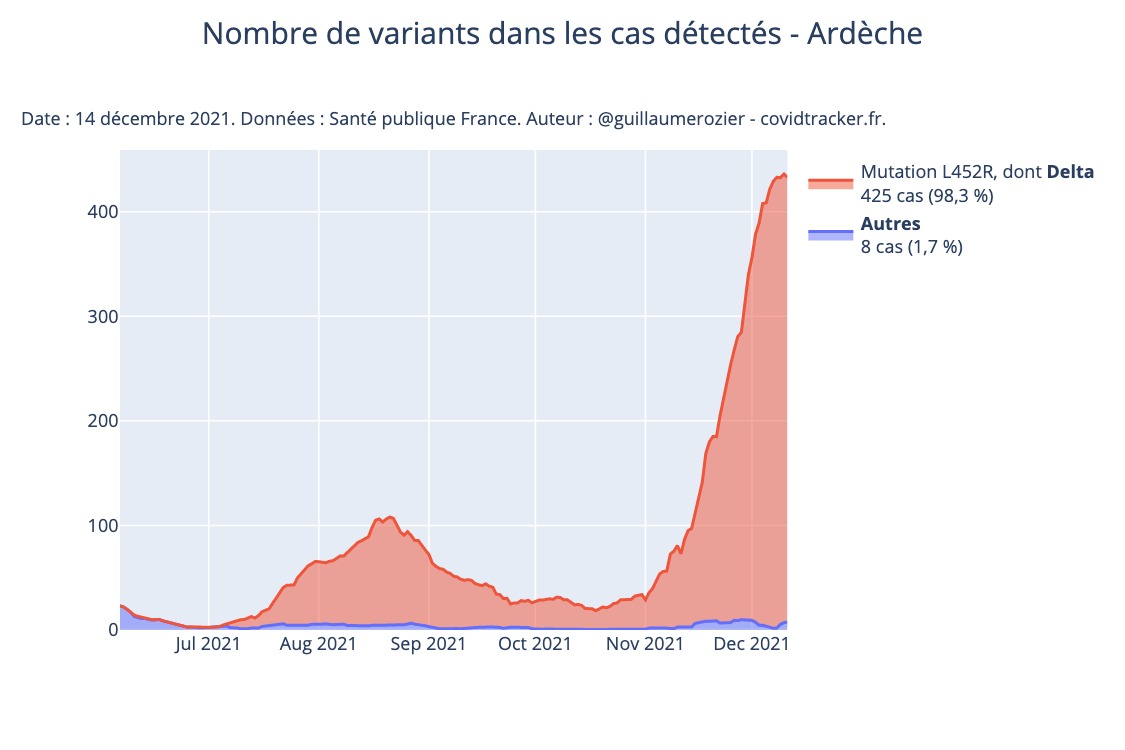 Nombre de variants dans les cas détectés - Ardèche
Date : 14 décembre 2021. Données : Santé publique France. Auteur : @guillaumerozier - covidtracker.fr.
Mutation L452R, dont Delta
425 cas (98,3 %)
Autres
8 cas (1,7 %)
400
300
200
100
0
Jul 2021 Aug 2021 Sep 2021 Oct 2021 Nov 2021 Dec 2021